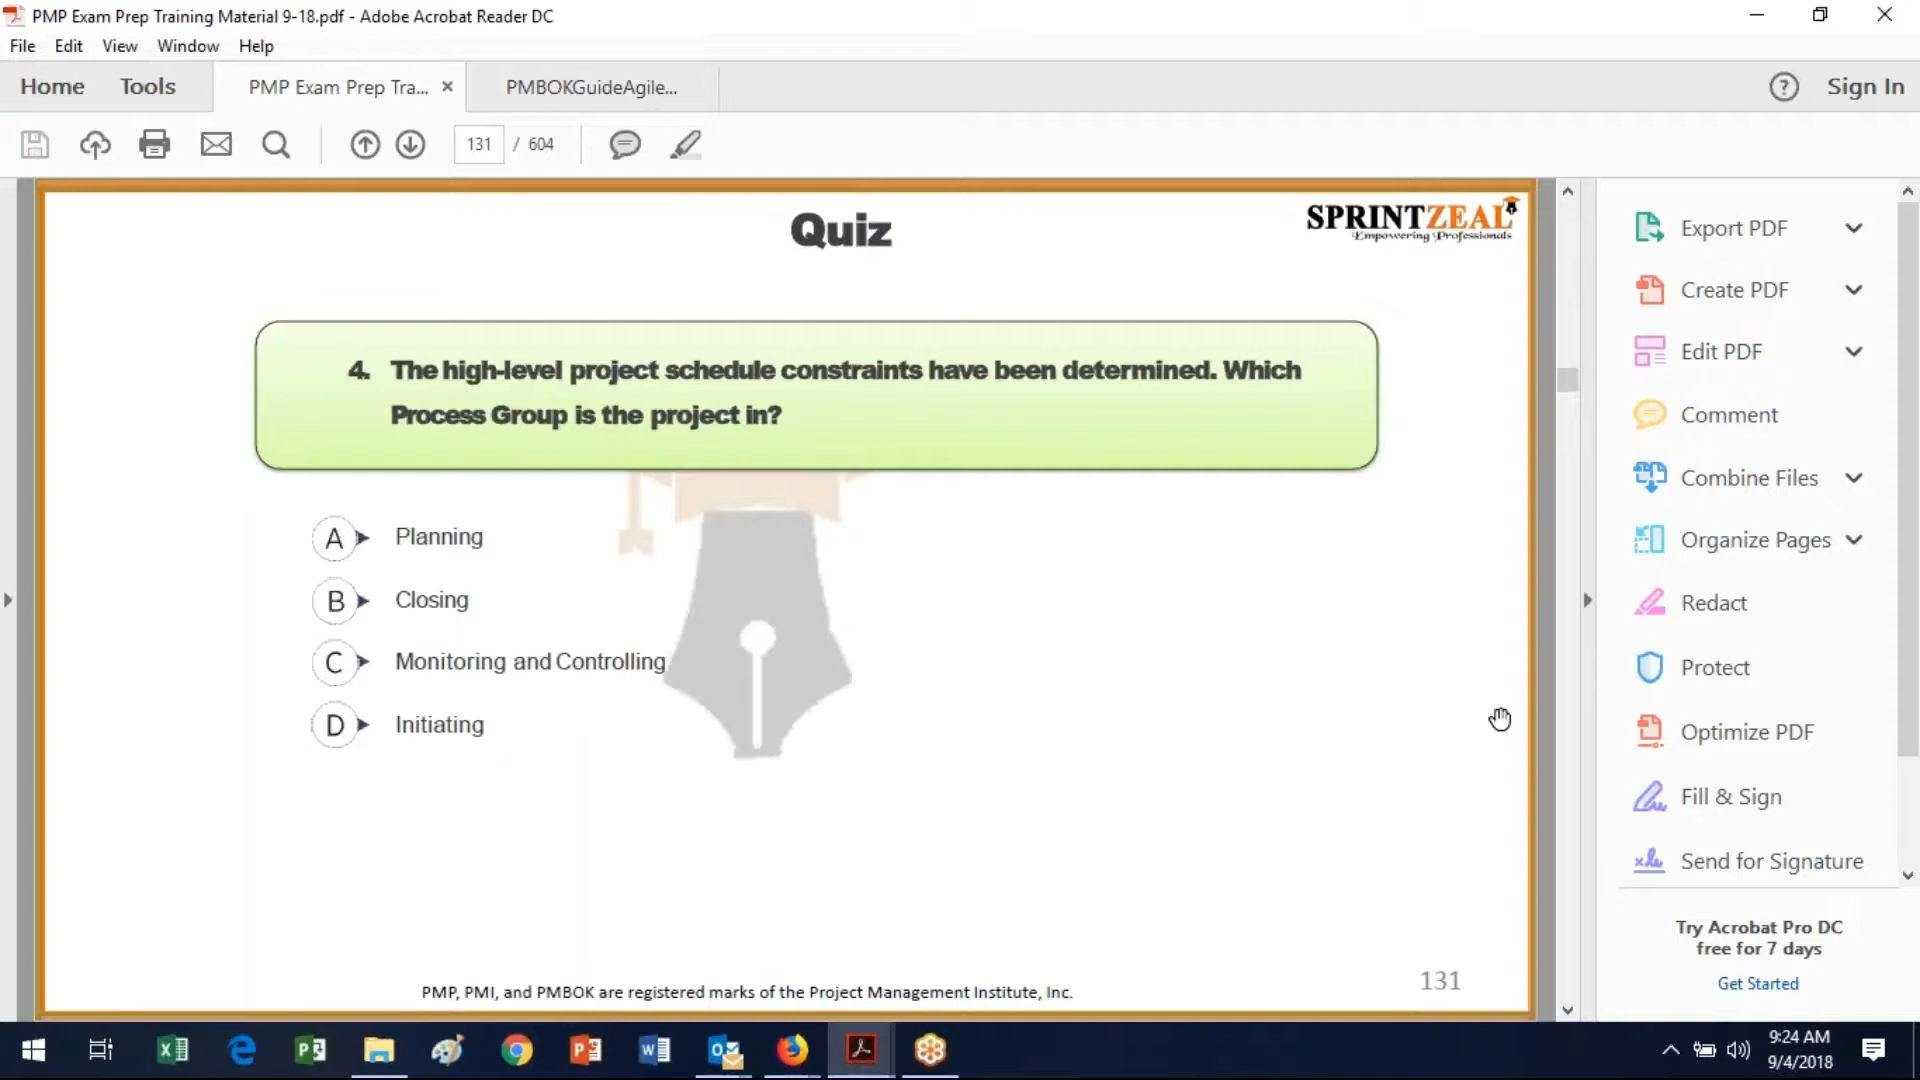 PMP Exam Prep Training Material 9-18.pdf - Adobe Acrobat Reader DC
File Edit View Window Help
Home Tools PMP Exam Prep Tra... × PMBOKGuideAgile... ? Sign In
131 / 604
Quiz
SPRINTZEAL
Empowering Professionals
4. The high-level project schedule constraints have been determined. Which
Process Group is the project in?
A Planning
B Closing
C Monitoring and Controlling
D Initiating
PMP, PMI, and PMBOK are registered marks of the Project Management Institute, Inc.
131
Export PDF
Create PDF
Edit PDF
Comment
Combine Files
Organize Pages
Redact
Protect
Optimize PDF
Fill & Sign
Send for Signature
Try Acrobat Pro DC
free for 7 days
Get Started
9:24 AM
9/4/2018